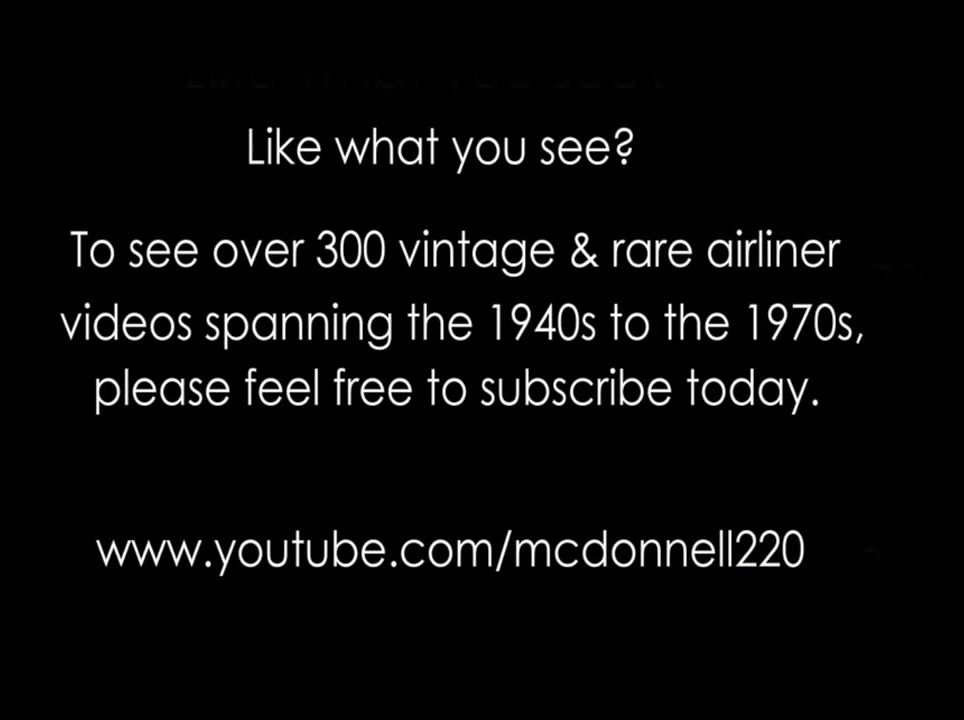 Like what you see?
To see over 300 vintage & rare airliner
videos spanning the 1940s to the 1970s,
please feel free to subscribe today.
www.youtube.com/mcdonnell220